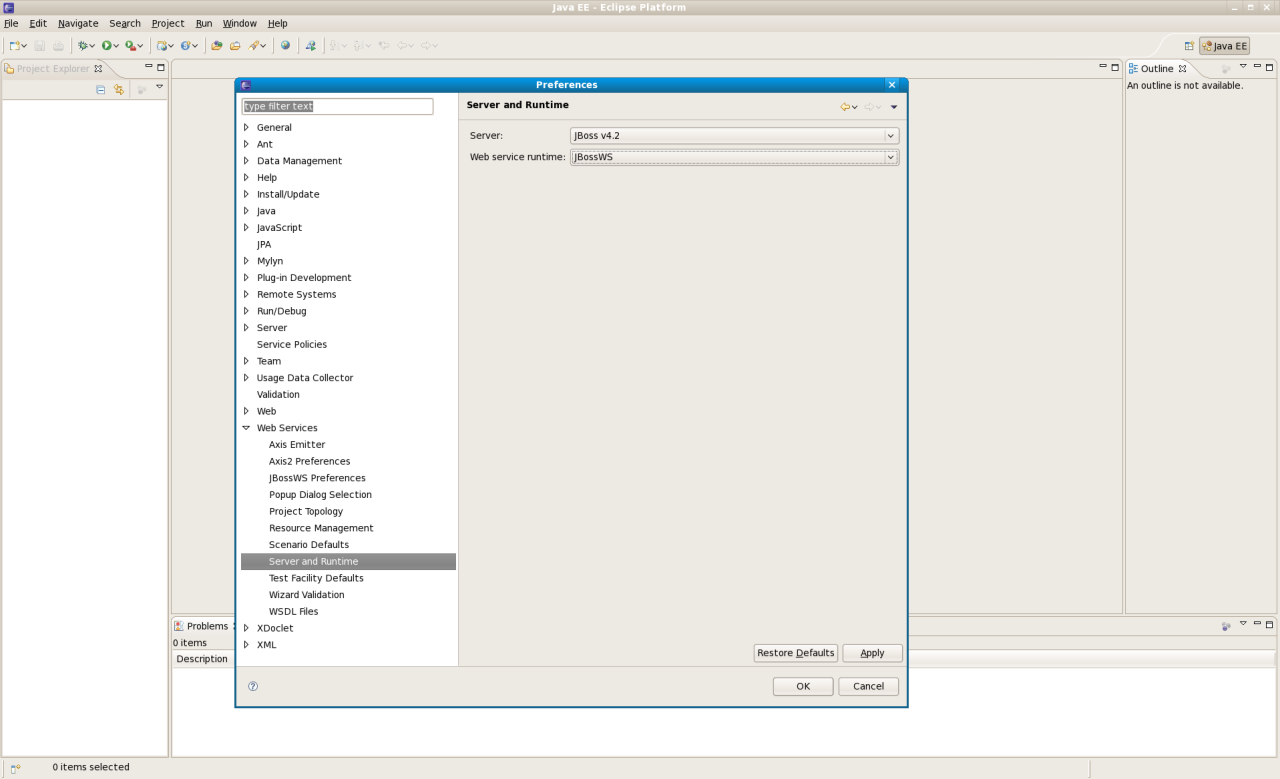 Java EE - Eclipse Platform
File Edit Navigate Search Project Run Window Help
Java EE
Project Explorer
Outline
An outline is not available.
Preferences
type filter text
General
Ant
Data Management
Help
Install/Update
Java
JavaScript
JPA
Mylyn
Plug-in Development
Remote Systems
Run/Debug
Server
Service Policies
Team
Usage Data Collector
Validation
Web
Web Services
Axis Emitter
Axis2 Preferences
JBossWS Preferences
Popup Dialog Selection
Project Topology
Resource Management
Scenario Defaults
Server and Runtime
Test Facility Defaults
Wizard Validation
WSDL Files
XDoclet
XML
Server and Runtime
Server: JBoss v4.2
Web service runtime: JBossWS
Restore Defaults Apply
OK Cancel
Problems
0 items
Description
0 items selected